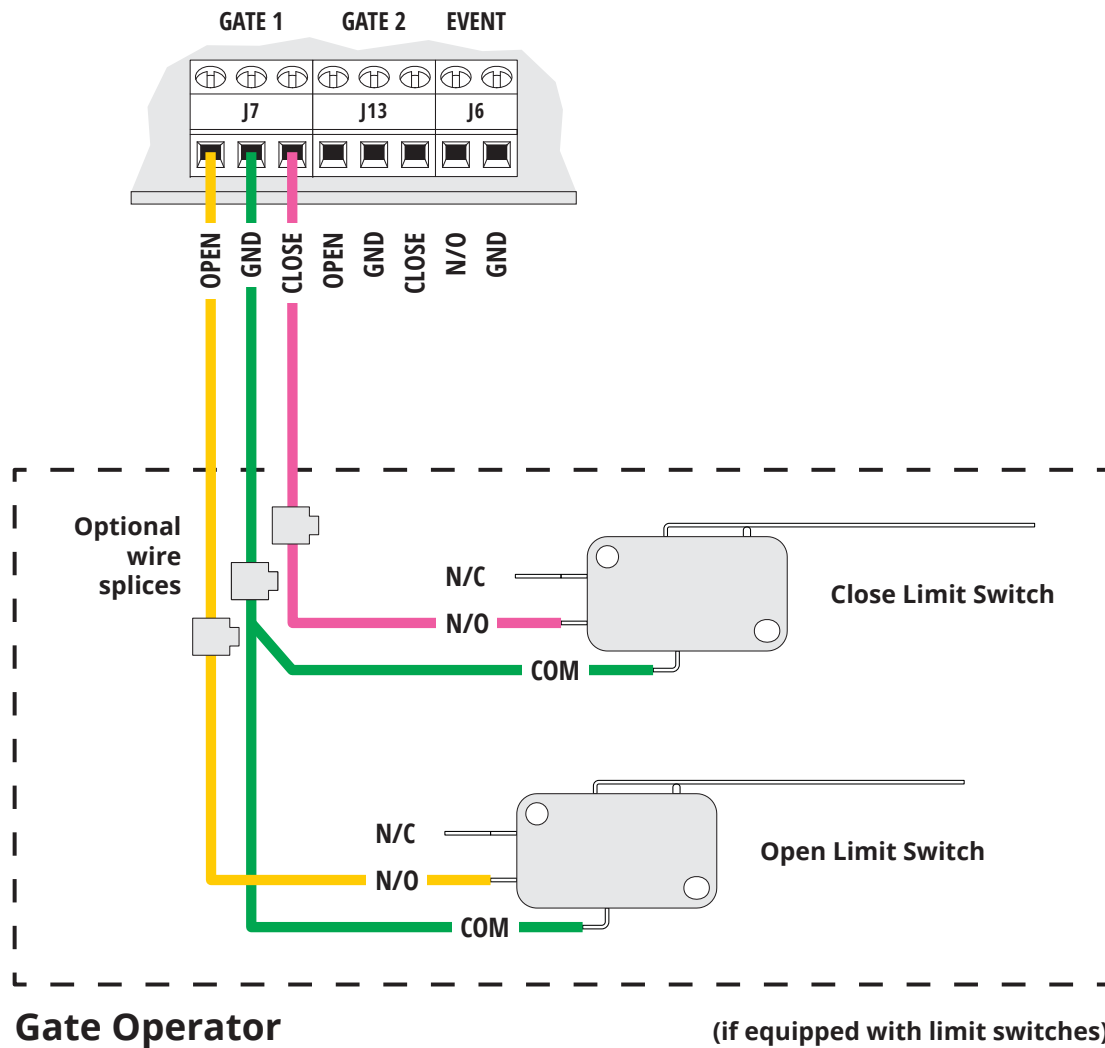 GATE 1 GATE 2 EVENT
J7 J13 J6
OPEN GND CLOSE OPEN GND CLOSE N/O GND
Optional
wire
splices
N/C
N/O
COM
Close Limit Switch
N/C
N/O
COM
Open Limit Switch
Gate Operator
(if equipped with limit switches)